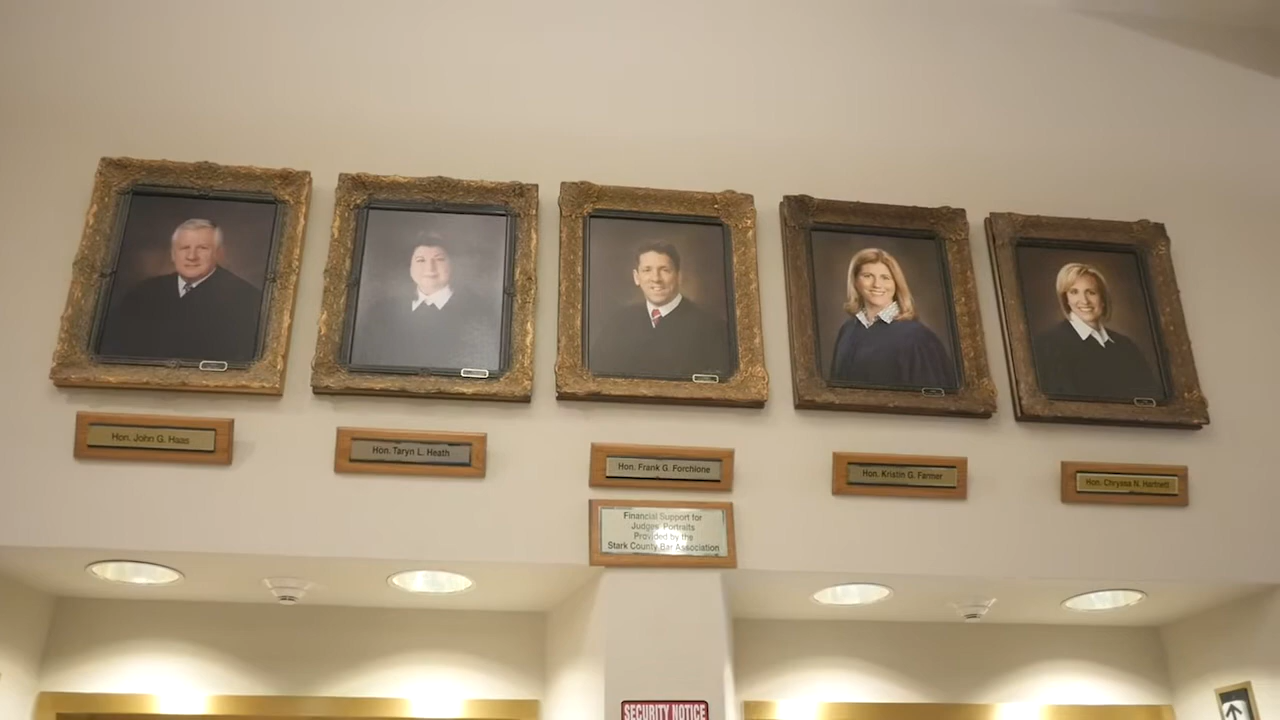 Hon. John G. Haas
Hon. Taryn L. Heath
Hon. Frank G. Forchione
Hon. Kristin G. Farmer
Hon. Chryssa N. Hartnett
Financial Support for
Judges' Portraits
Provided by the
Stark County Bar Association
SECURITY NOTICE